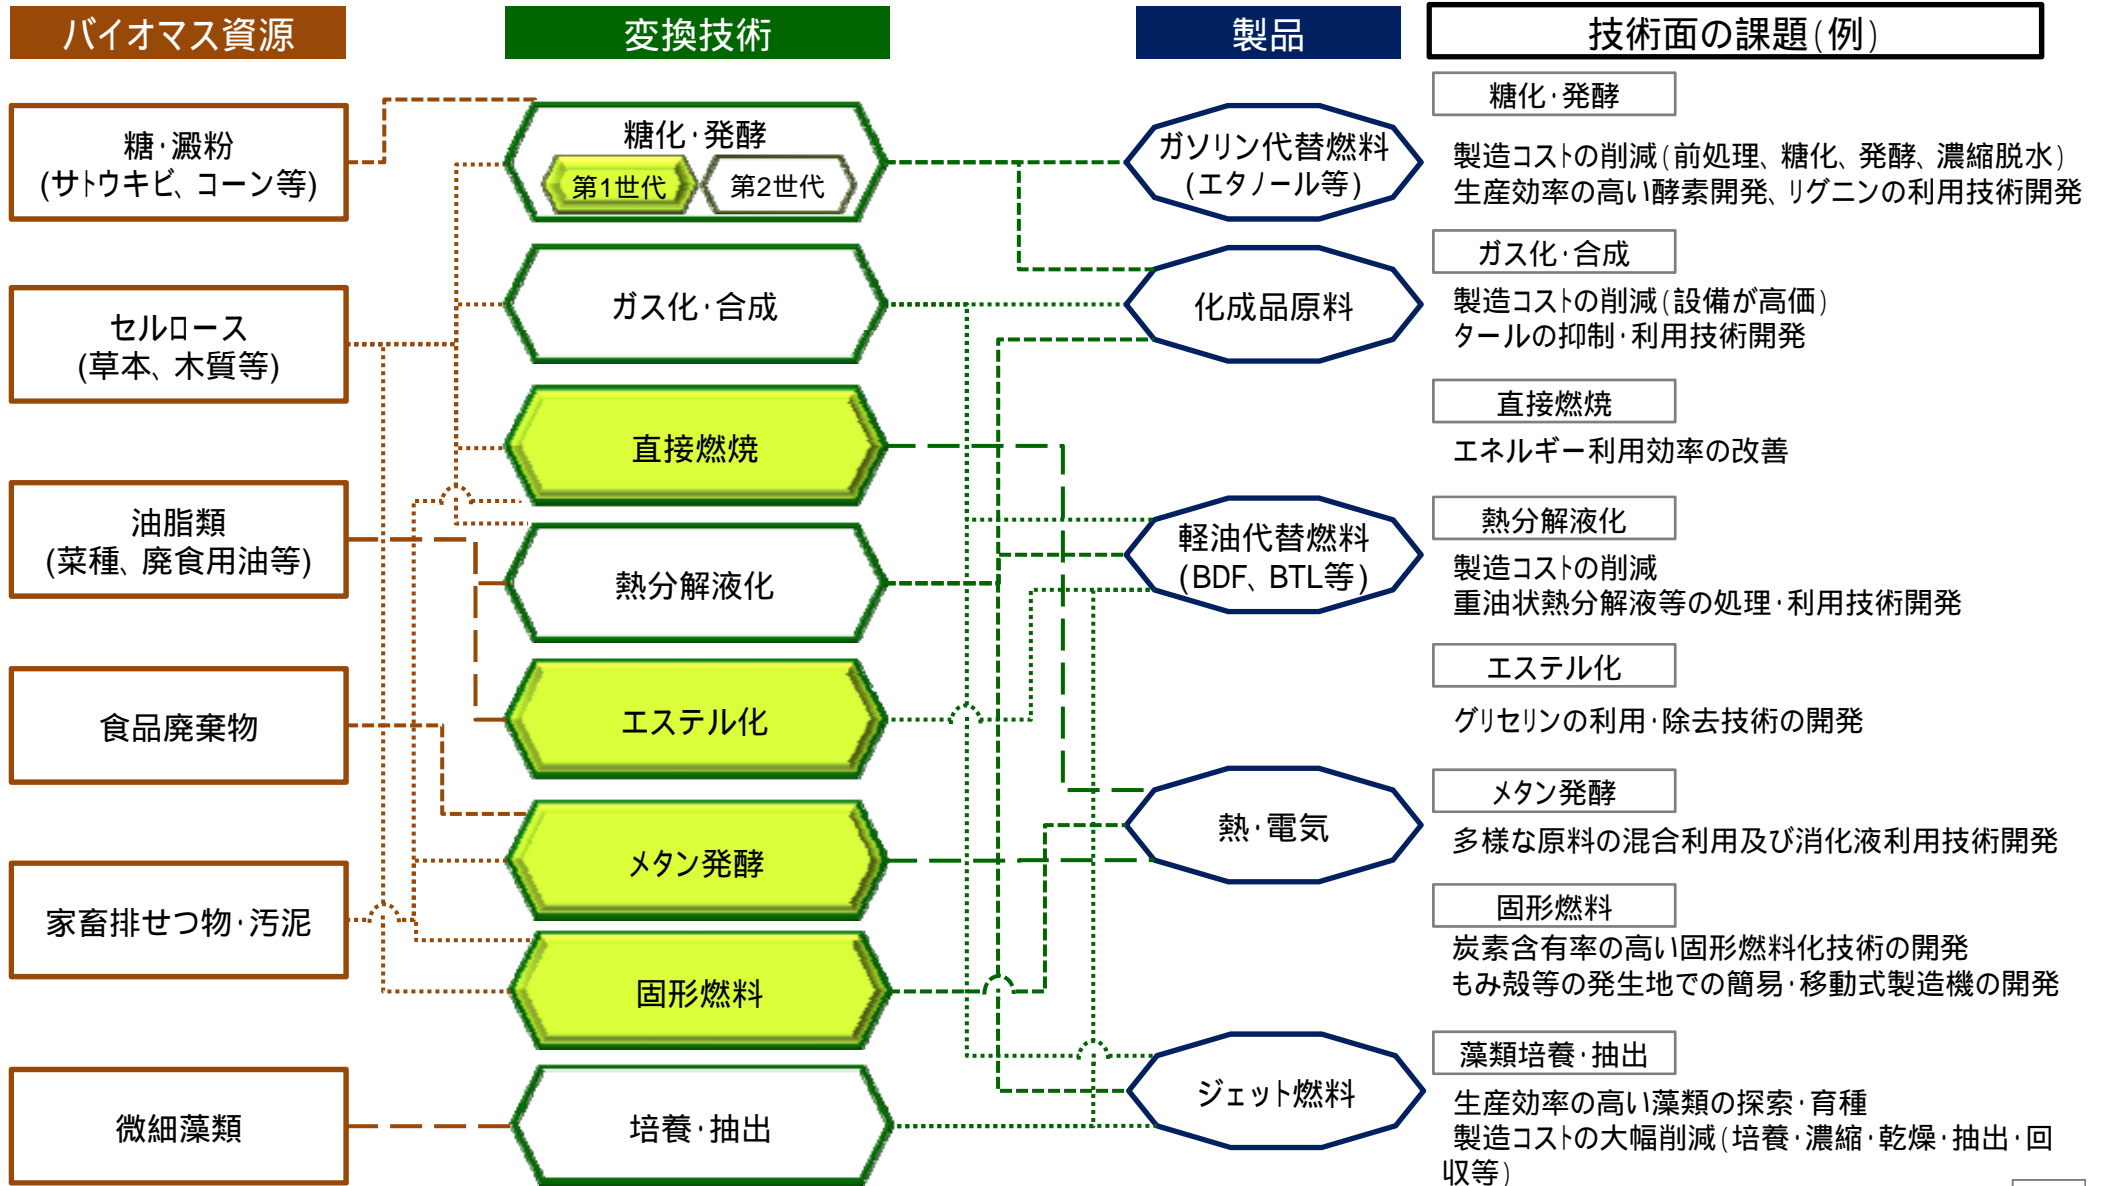 バイオマス資源
変換技術
製品
技術面の課題(例)
糖・澱粉
(サトウキビ、コーン等)
セルロース
(草本、木質等)
油脂類
(菜種、廃食用油等)
食品廃棄物
家畜排せつ物・汚泥
微細藻類
糖化・発酵
第1世代
第2世代
ガス化・合成
直接燃焼
熱分解液化
エステル化
メタン発酵
固形燃料
培養・抽出
ガソリン代替燃料
(エタノール等)
化成品原料
軽油代替燃料
(BDF、BTL等)
熱・電気
ジェット燃料
糖化・発酵
製造コストの削減(前処理、糖化、発酵、濃縮脱水)
生産効率の高い酵素開発、リグニンの利用技術開発
ガス化・合成
製造コストの削減(設備が高価)
タールの抑制・利用技術開発
直接燃焼
エネルギー利用効率の改善
熱分解液化
製造コストの削減
重油状熱分解液等の処理・利用技術開発
エステル化
グリセリンの利用・除去技術の開発
メタン発酵
多様な原料の混合利用及び消化液利用技術開発
固形燃料
炭素含有率の高い固形燃料化技術の開発
もみ殻等の発生地での簡易・移動式製造機の開発
藻類培養・抽出
生産効率の高い藻類の探索・育種
製造コストの大幅削減(培養・濃縮・乾燥・抽出・回
収等)